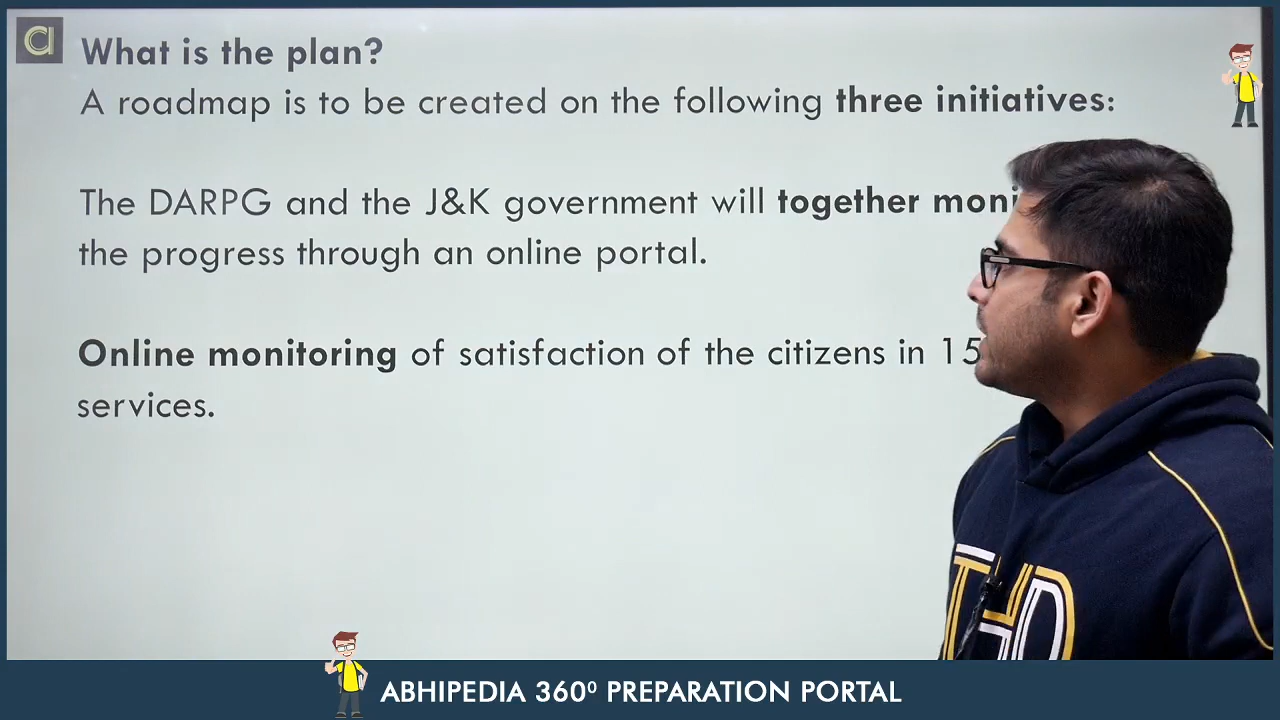 a
What is the plan?
A roadmap is to be created on the following three initiatives:
The DARPG and the J&K government will together
the progress through an online portal.
Online monitoring of satisfaction of the citizens in
services.
ABHIPEDIA 360⁰ PREPARATION PORTAL